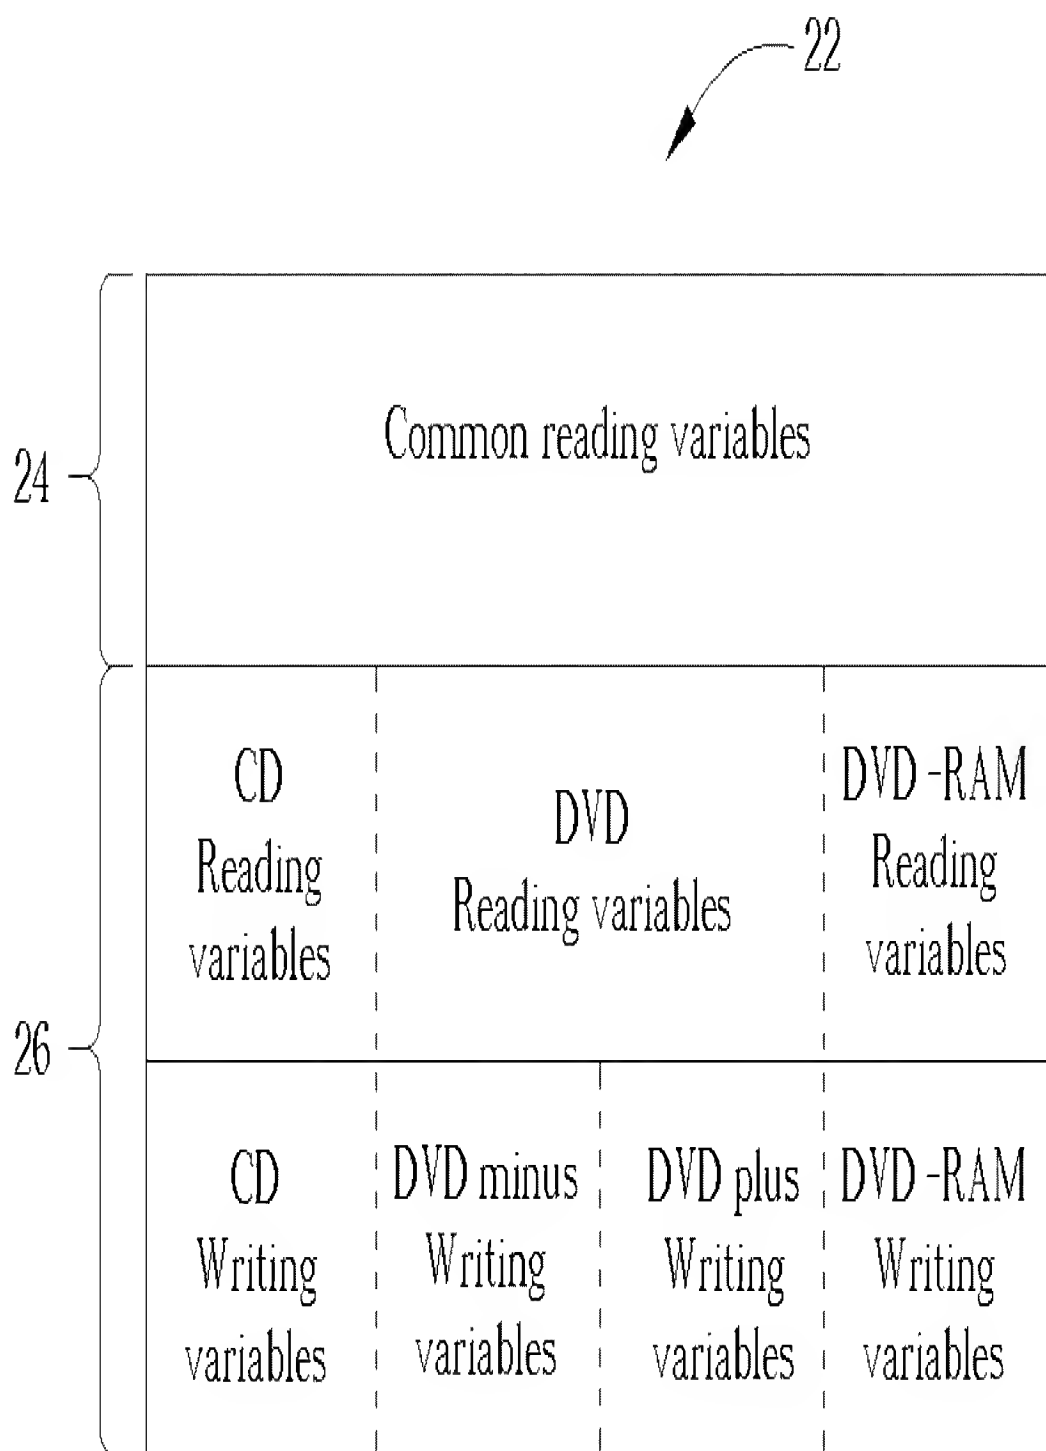 22
24
Common reading variables
26
CD
Reading
variables
DVD
Reading variables
DVD -RAM
Reading
variables
CD
Writing
variables
DVD minus
Writing
variables
DVD plus
Writing
variables
DVD -RAM
Writing
variables